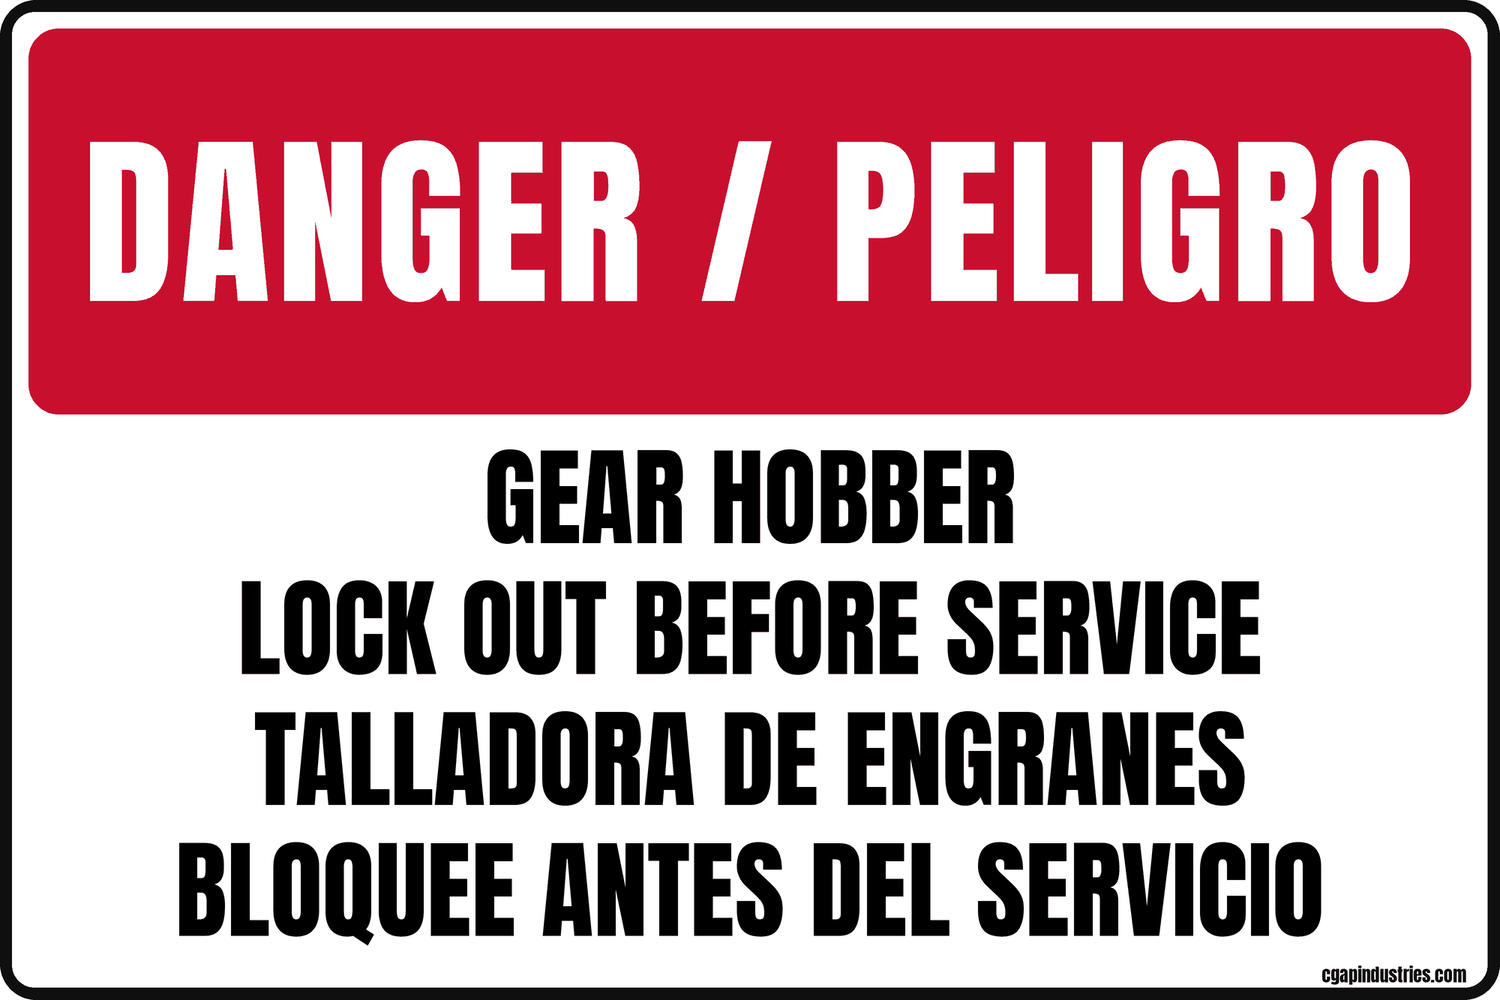 DANGER / PELIGRO
GEAR HOBBER
LOCK OUT BEFORE SERVICE
TALLADORA DE ENGRANES
BLOQUEE ANTES DEL SERVICIO
cgapindustries.com